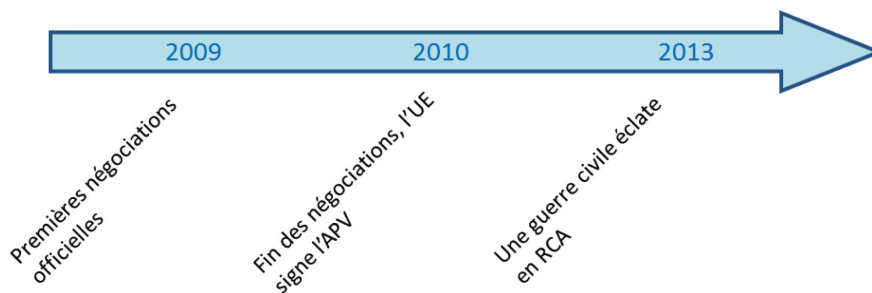 2009
2010
2013
Premières négociations
officielles
Fin des négociations, l'UE
signe l'APV
Une guerre civile éclate
en RCA